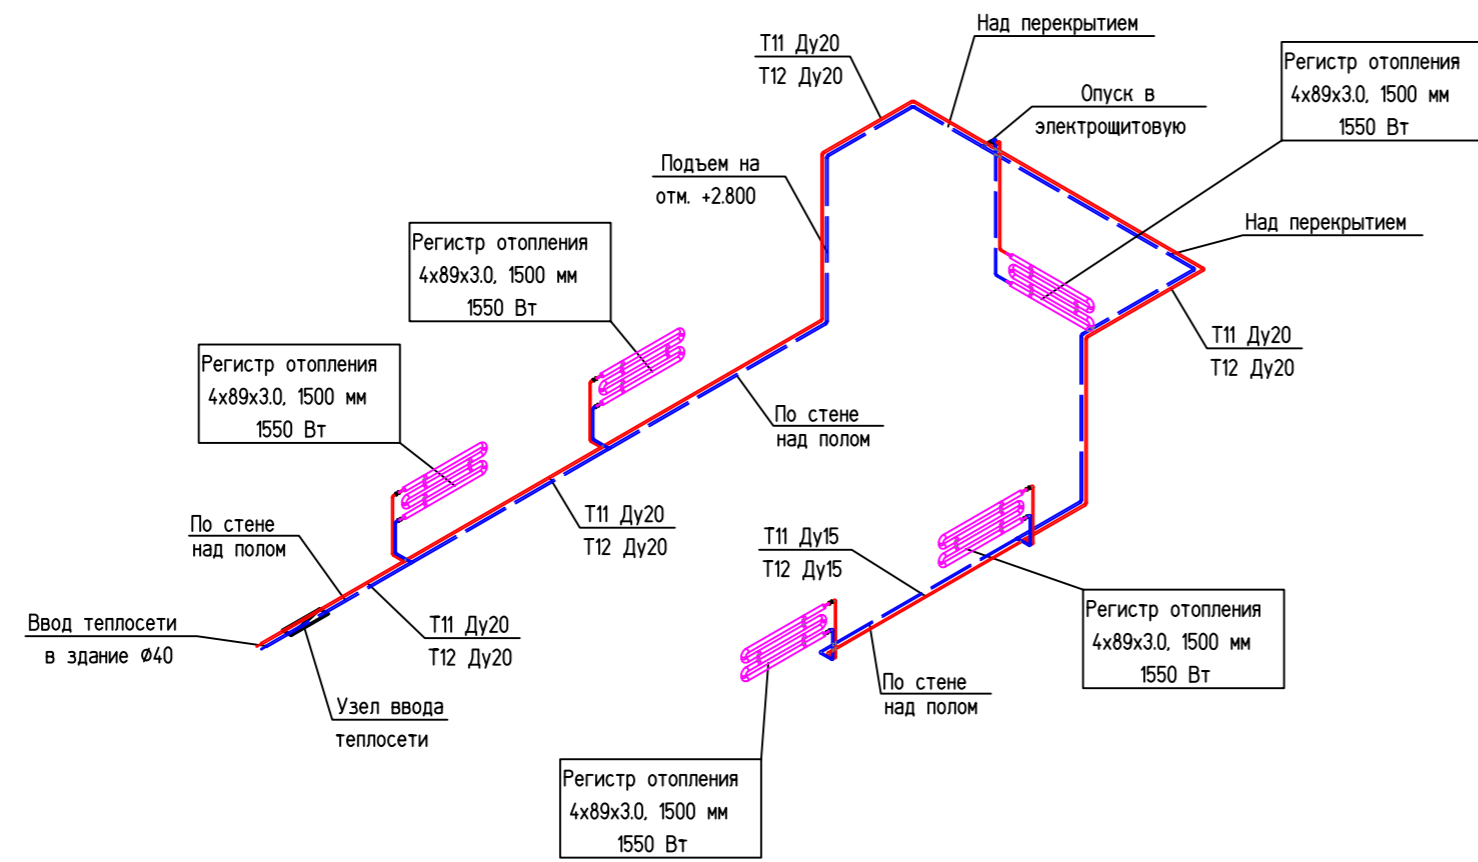 Над перекрытием
Т11 Ду20
Т12 Ду20
Регистр отопления
4х89х3.0, 1500 мм
1550 Вт
Опуск в
электрощитовую
Подъем на
отм. +2.800
Над перекрытием
Регистр отопления
4х89х3.0, 1500 мм
1550 Вт
Т11 Ду20
Т12 Ду20
Регистр отопления
4х89х3.0, 1500 мм
1550 Вт
По стене
над полом
Т11 Ду20
Т12 Ду20
По стене
над полом
Т11 Ду15
Т12 Ду15
Ввод теплосети
в здание Ø40
Т11 Ду20
Т12 Ду20
Регистр отопления
4х89х3.0, 1500 мм
1550 Вт
По стене
над полом
Узел ввода
теплосети
Регистр отопления
4х89х3.0, 1500 мм
1550 Вт